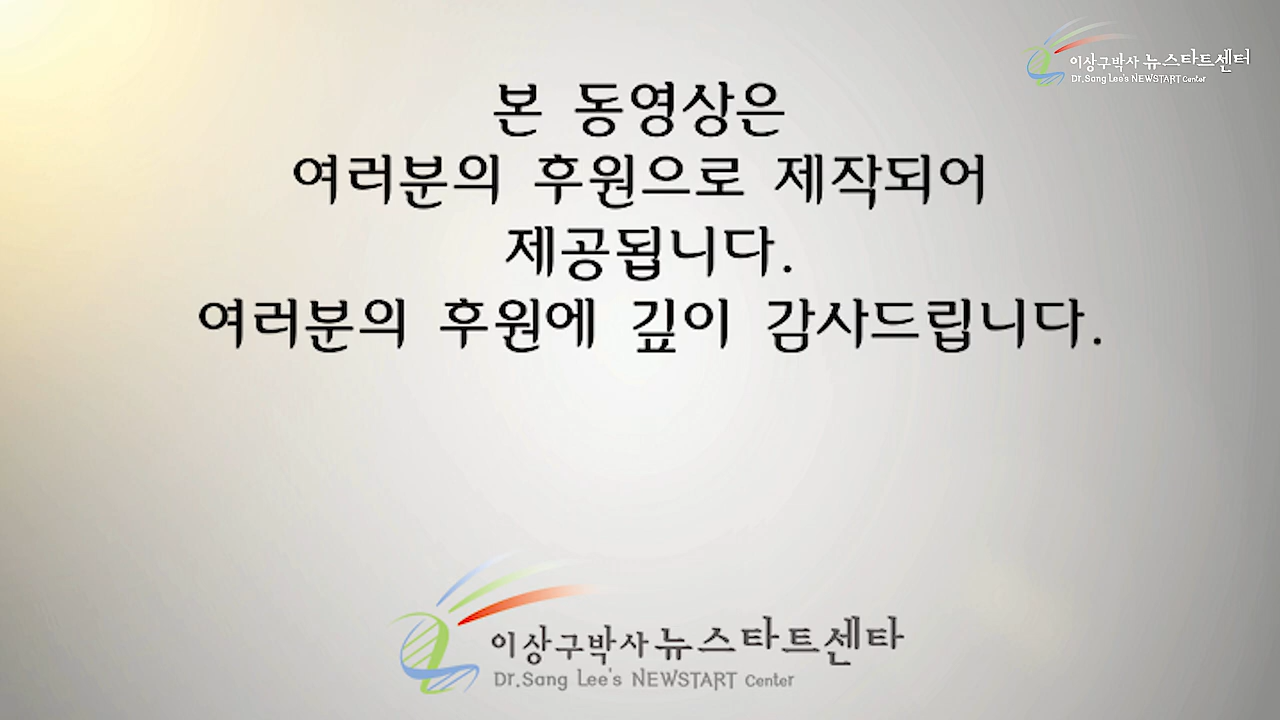 이상구박사 뉴스타트센터
Dr.Sang Lee's NEWSTART Center
본 동영상은
여러분의 후원으로 제작되어
제공됩니다.
여러분의 후원에 깊이 감사드립니다.
이상구박사 뉴스타트센타
Dr.Sang Lee's NEWSTART Center